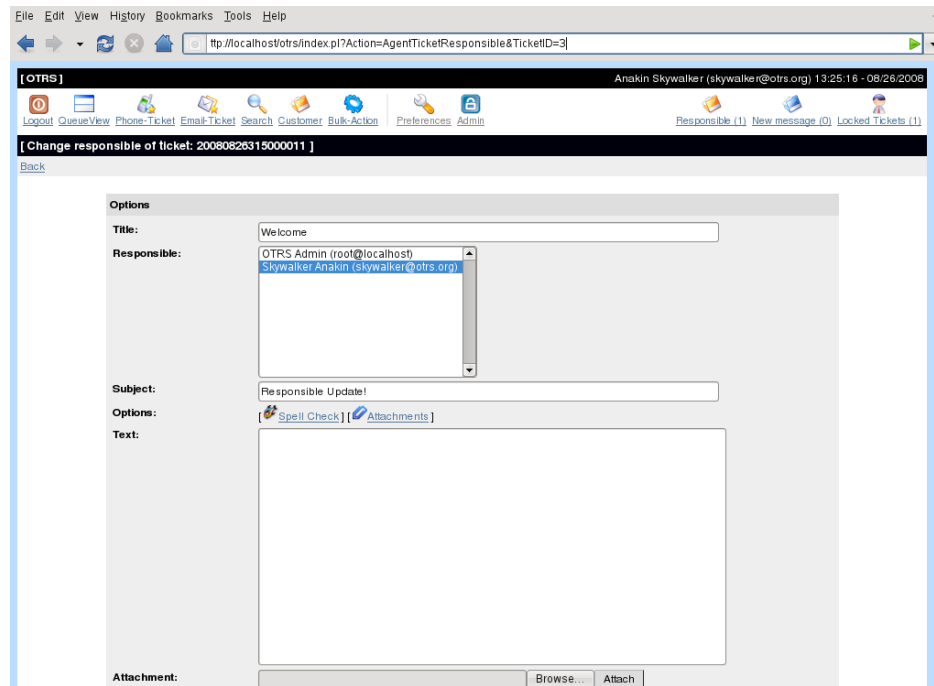 File Edit View History Bookmarks Tools Help
ttp://localhost/otrs/index.pl?Action=AgentTicketResponsible&TicketID=3
[ OTRS ] Anakin Skywalker (skywalker@otrs.org) 13:25:16 - 08/26/2008
Logout QueueView Phone-Ticket Email-Ticket Search Customer Bulk-Action Preferences Admin Responsible (1) New message (0) Locked Tickets (1)
[ Change responsible of ticket: 20080826315000011 ]
Back
Options
Title: Welcome
Responsible: OTRS Admin (root@localhost)
Skywalker Anakin (skywalker@otrs.org)
Subject: Responsible Update!
Options: [ Spell Check ] [ Attachments ]
Text:
Attachment: Browse... Attach